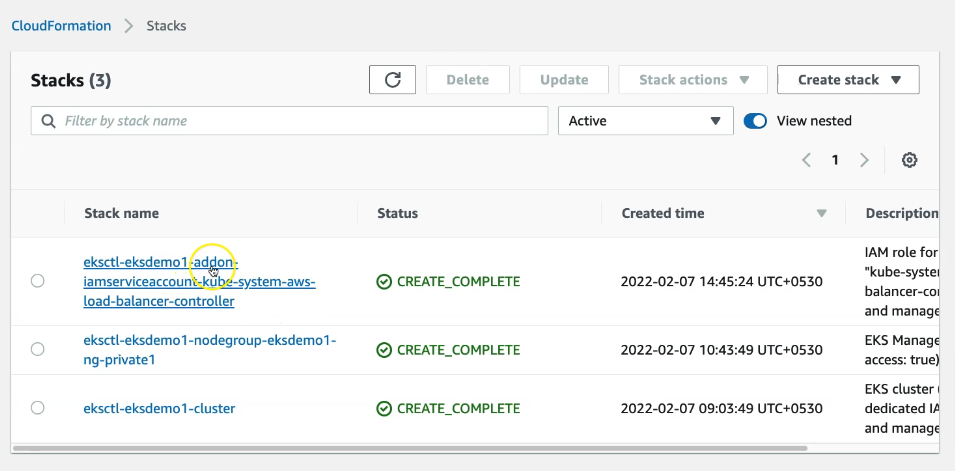 CloudFormation > Stacks
Stacks (3)
Delete
Update
Stack actions
Create stack
Filter by stack name
Active
View nested
1
Stack name
Status
Created time
Description
eksctl-eksdemo1-addon-
iamserviceaccount-kube-system-aws-
load-balancer-controller
CREATE_COMPLETE
2022-02-07 14:45:24 UTC+0530
IAM role for
"kube-system
balancer-con
and manage
eksctl-eksdemo1-nodegroup-eksdemo1-
ng-private1
CREATE_COMPLETE
2022-02-07 10:43:49 UTC+0530
EKS Manage
access: true)
eksctl-eksdemo1-cluster
CREATE_COMPLETE
2022-02-07 09:03:49 UTC+0530
EKS cluster (
dedicated IA
and manage